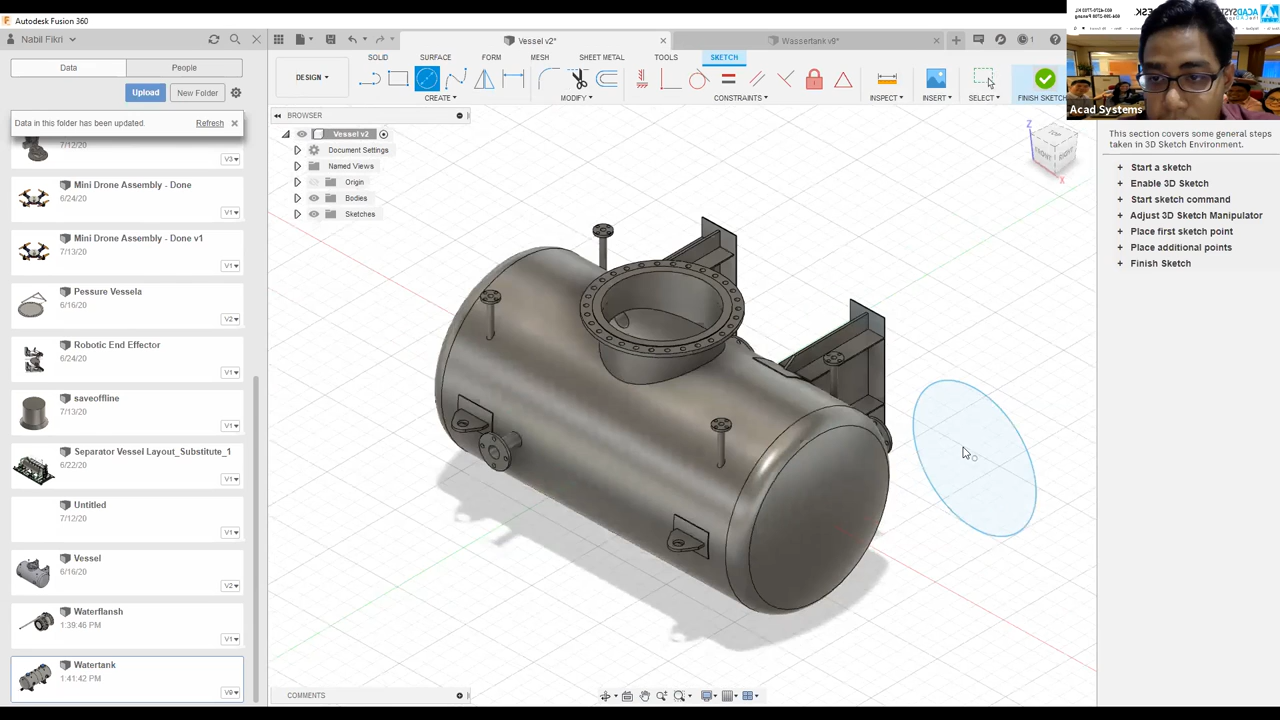 Autodesk Fusion 360
Nabil Fikri
Data
People
Upload
New Folder
Data in this folder has been updated.
Refresh
7/12/20
V3
Mini Drone Assembly - Done
6/24/20
V1
Mini Drone Assembly - Done v1
7/13/20
V1
Pessure Vessela
6/16/20
V2
Robotic End Effector
6/24/20
V1
saveoffline
7/13/20
V1
Separator Vessel Layout_Substitute_1
6/22/20
V1
Untitled
7/12/20
V1
Vessel
6/16/20
V2
Waterflansh
1:39:46 PM
V1
Watertank
1:41:42 PM
V9
Vessel v2*
Wassertank v9*
1
SOLID
SURFACE
FORM
MESH
SHEET METAL
TOOLS
SKETCH
DESIGN
CREATE
MODIFY
CONSTRAINTS
INSPECT
INSERT
SELECT
FINISH SKETCH
BROWSER
Vessel v2
Document Settings
Named Views
Origin
Bodies
Sketches
Z
TOP
FRONT
RIGHT
X
COMMENTS
Acad Systems
This section covers some general steps
taken in 3D Sketch Environment.
+ Start a sketch
+ Enable 3D Sketch
+ Start sketch command
+ Adjust 3D Sketch Manipulator
+ Place first sketch point
+ Place additional points
+ Finish Sketch